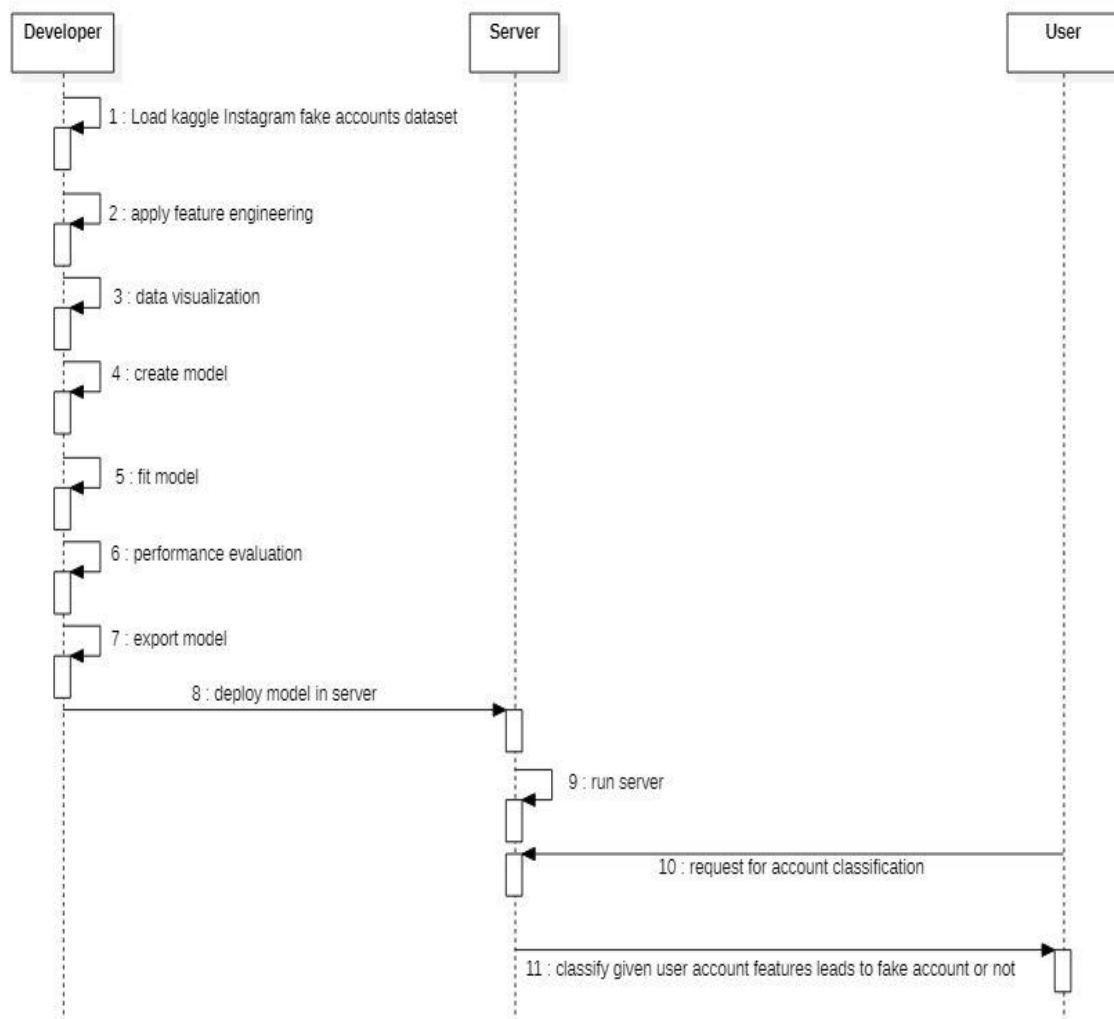 Developer
Server
User
1 : Load kaggle Instagram fake accounts dataset
2 : apply feature engineering
3 : data visualization
4 : create model
5 : fit model
6 : performance evaluation
7 : export model
8 : deploy model in server
9 : run server
10 : request for account classification
11 : classify given user account features leads to fake account or not